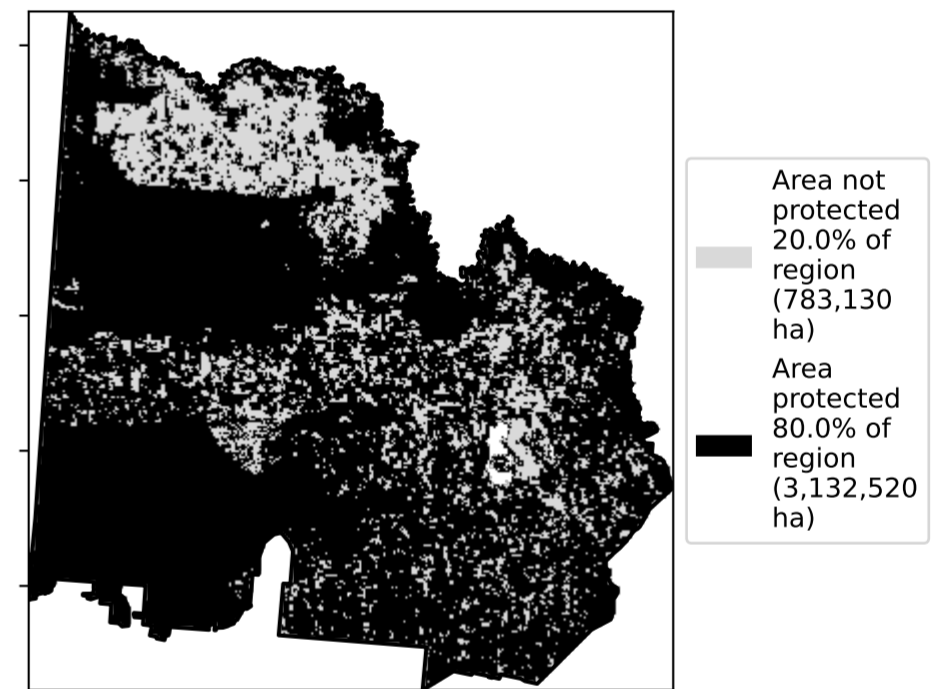 Area not
protected
20.0% of
region
(783,130
ha)
Area
protected
80.0% of
region
(3,132,520
ha)